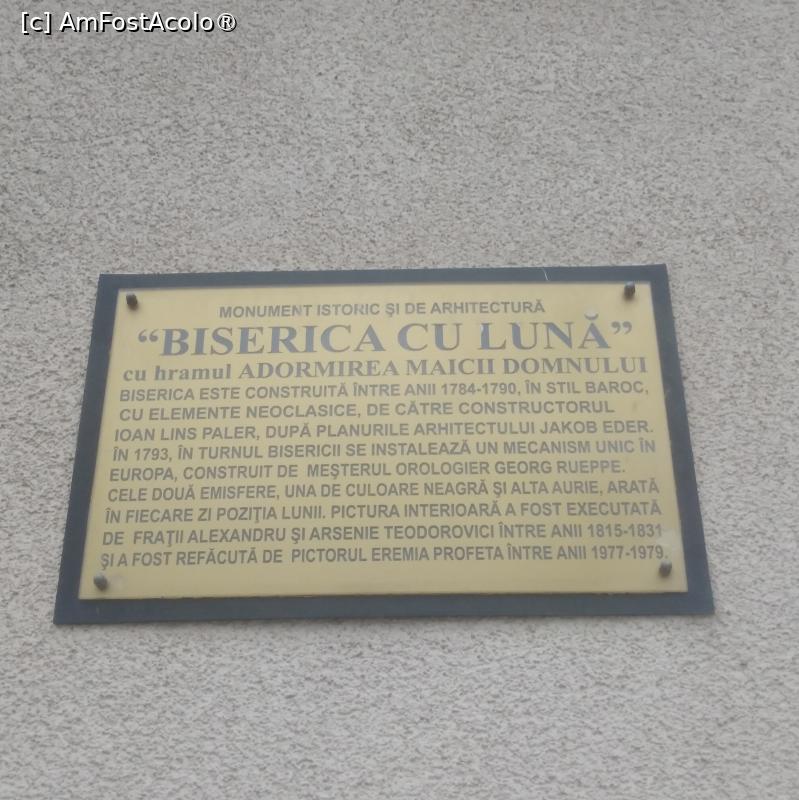 [c] AmFostAcolo®
MONUMENT ISTORIC ŞI DE ARHITECTURĂ
“BISERICA CU LUNĂ”
cu hramul ADORMIREA MAICII DOMNULUI
BISERICA ESTE CONSTRUITĂ ÎNTRE ANII 1784-1790, ÎN STIL BAROC,
CU ELEMENTE NEOCLASICE, DE CĂTRE CONSTRUCTORUL
IOAN LINS PALER, DUPĂ PLANURILE ARHITECTULUI JAKOB EDER.
ÎN 1793, ÎN TURNUL BISERICII SE INSTALEAZĂ UN MECANISM UNIC ÎN
EUROPA, CONSTRUIT DE MEŞTERUL OROLOGIER GEORG RUEPPE.
CELE DOUĂ EMISFERE, UNA DE CULOARE NEAGRĂ ŞI ALTA AURIE, ARATĂ
ÎN FIECARE ZI POZIŢIA LUNII. PICTURA INTERIOARĂ A FOST EXECUTATĂ
DE FRAŢII ALEXANDRU ŞI ARSENIE TEODOROVICI ÎNTRE ANII 1815-1831
ŞI A FOST REFĂCUTĂ DE PICTORUL EREMIA PROFETA ÎNTRE ANII 1977-1979.